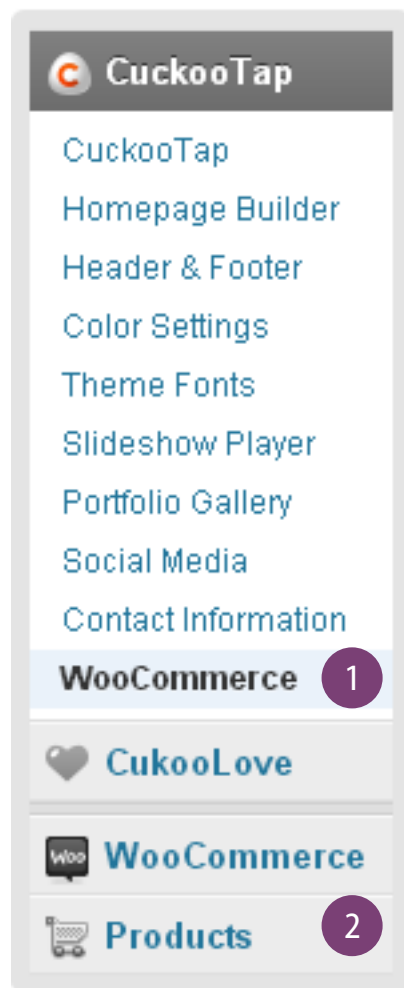 C CuckooTap
CuckooTap
Homepage Builder
Header & Footer
Color Settings
Theme Fonts
Slideshow Player
Portfolio Gallery
Social Media
Contact Information
WooCommerce 1
CukooLove
Woo WooCommerce
Products 2